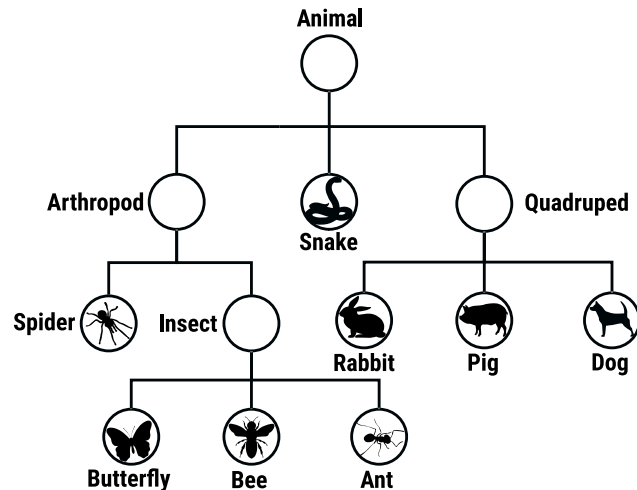 Animal
Arthropod
Snake
Quadruped
Spider
Insect
Rabbit
Pig
Dog
Butterfly
Bee
Ant